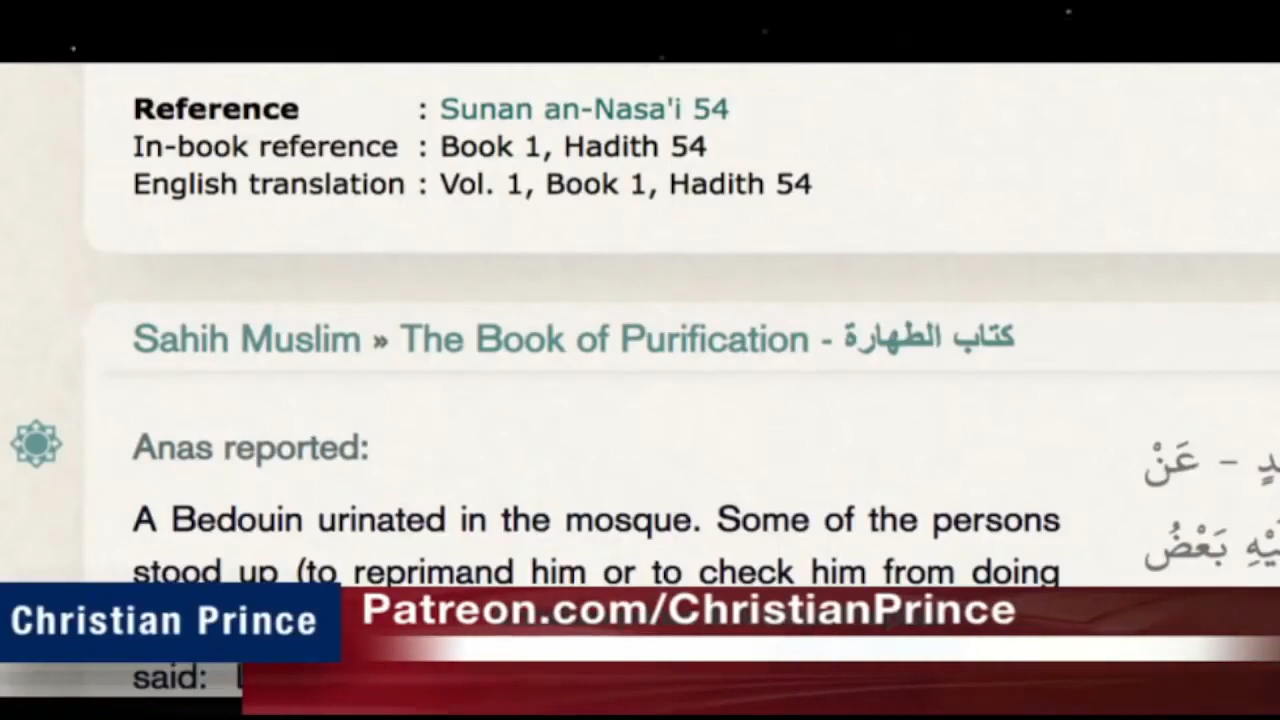 Reference : Sunan an-Nasa'i 54
In-book reference : Book 1, Hadith 54
English translation : Vol. 1, Book 1, Hadith 54
Sahih Muslim » The Book of Purification - كتاب الطهارة
Anas reported:
عَنْ -
A Bedouin urinated in the mosque. Some of the persons
بَعْضُ
stood up (to reprimand him or to check him from doing
Christian Prince
Patreon.com/ChristianPrince
said: